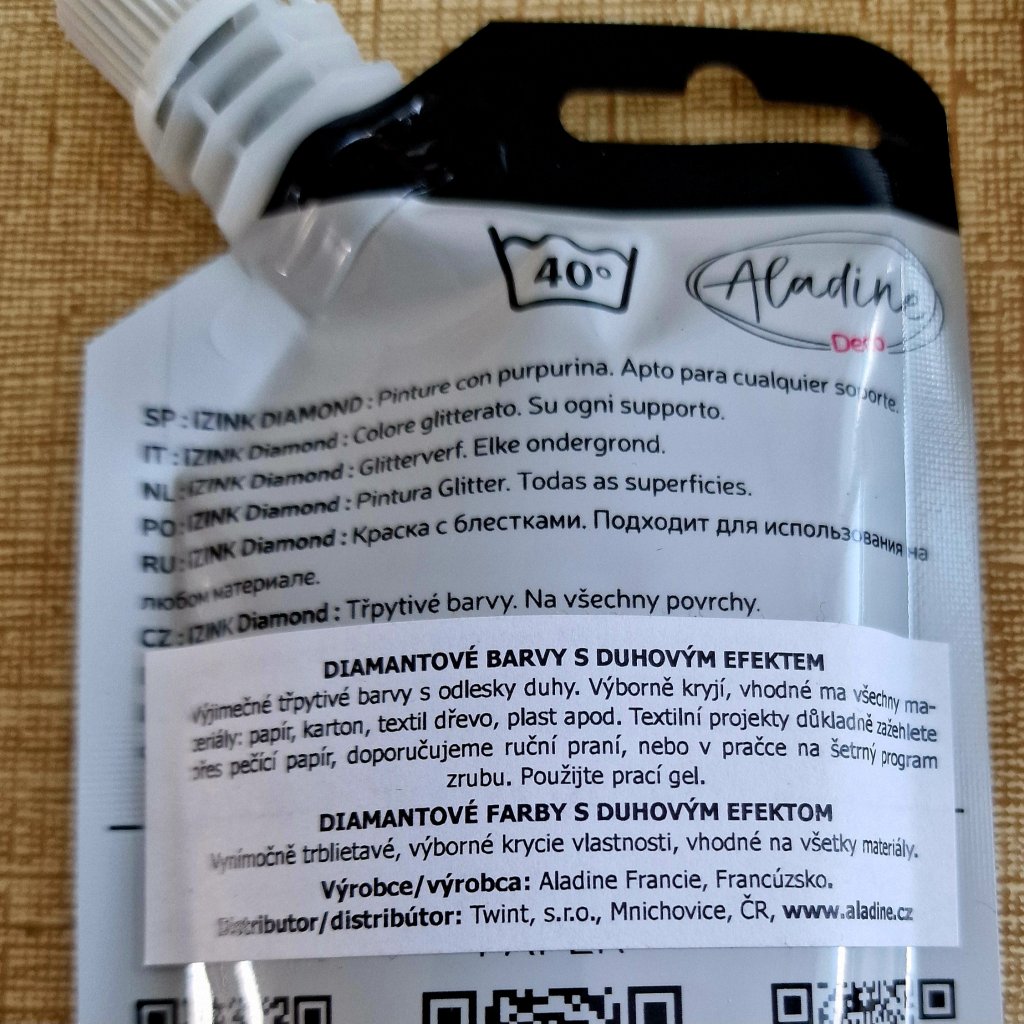 40°
Aladine
Deco
SP : IZINK DIAMOND : Pinture con purpurina. Apto para cualquier soporte.
IT : IZINK Diamond : Colore glitterato. Su ogni supporto.
NL : IZINK Diamond : Glitterverf. Elke ondergrond.
PO : IZINK Diamond : Pintura Glitter. Todas as superficies.
RU : IZINK Diamond : Краска с блестками. Подходит для использования на
любом материале.
CZ : IZINK Diamond : Třpytivé barvy. Na všechny povrchy.
DIAMANTOVÉ BARVY S DUHOVÝM EFEKTEM
Výjimečné třpytivé barvy s odlesky duhy. Výborně kryjí, vhodné ma všechny ma-
teriály: papír, karton, textil dřevo, plast apod. Textilní projekty důkladně zažehlete
přes pečící papír, doporučujeme ruční praní, nebo v pračce na šetrný program
zrubu. Použijte prací gel.
DIAMANTOVÉ FARBY S DUHOVÝM EFEKTOM
Vynímočně trblietavé, výborné krycie vlastnosti, vhodné na všetky materiály.
Výrobce/výrobca: Aladine Francie, Francúzsko.
Distributor/distribútor: Twint, s.r.o., Mnichovice, ČR, www.aladine.cz